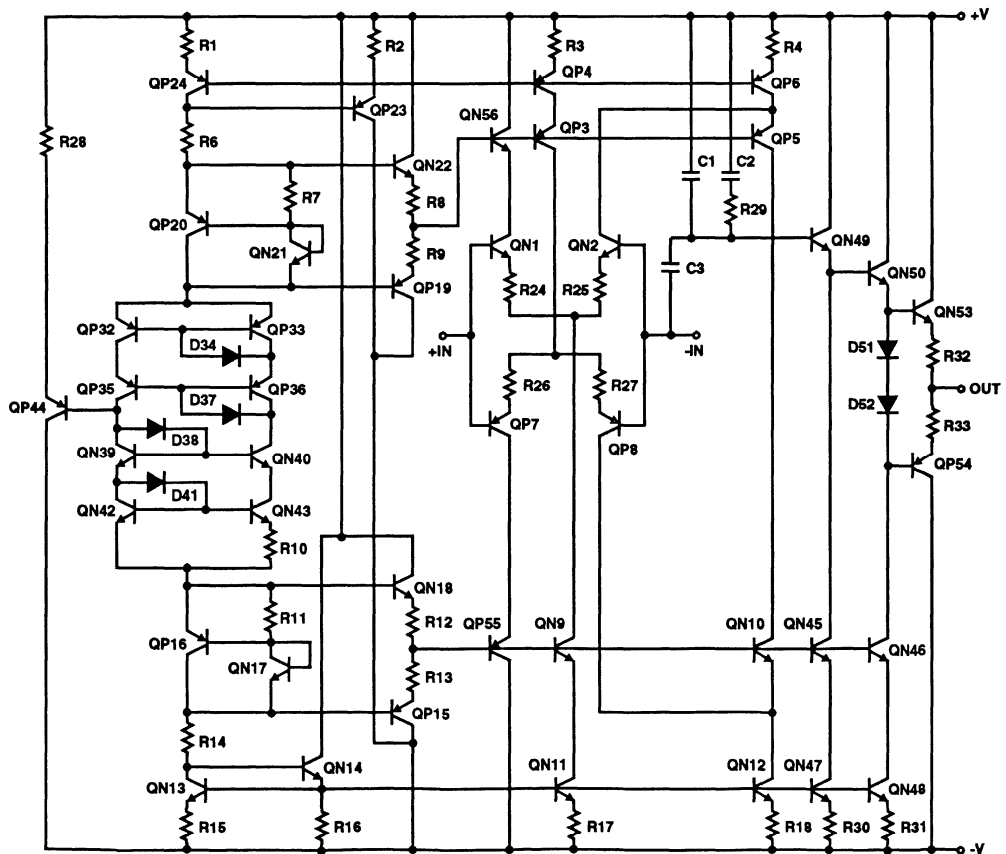 +V
R1
R2
R3
R4
QP24
QP4
QP6
QP23
QN56
QP3
QP5
R28
R6
QN22
C1
C2
R7
R8
R29
QP20
QN21
R9
QN1
QN2
QN49
QP19
R24
R25
C3
QN50
QP32
QP33
D34
+IN
-IN
QN53
D51
R32
QP35
QP36
D37
R26
R27
OUT
QP44
D38
QP7
QP8
D52
R33
QN39
QN40
QP54
D41
QN42
QN43
R10
QN18
R11
R12
QP16
QN17
QP55
QN9
QN10
QN45
QN46
R13
QP15
R14
QN14
QN11
QN12
QN47
QN13
QN48
R15
R16
R17
R18
R30
R31
-V